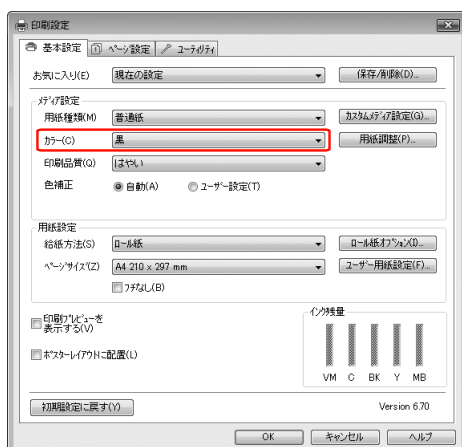 印刷設定
基本設定 ページ設定 ユーティリティ
お気に入り(E) 現在の設定 保存/削除(D)...
メディア設定
用紙種類(M) 普通紙 カスタムメディア設定(G)...
カラー(C) 黒 用紙調整(P)...
印刷品質(Q) はやい
色補正 自動(A) ユーザー設定(T)
用紙設定
給紙方法(S) ロール紙 ロール紙オプション(I)...
ページサイズ(Z) A4 210 x 297 mm ユーザー用紙設定(F)...
フチなし(B)
印刷プレビューを
表示する(V)
ポスターレイアウトに配置(L)
インク残量
VM C BK Y MB
初期設定に戻す(Y) Version 6.70
OK キャンセル ヘルプ